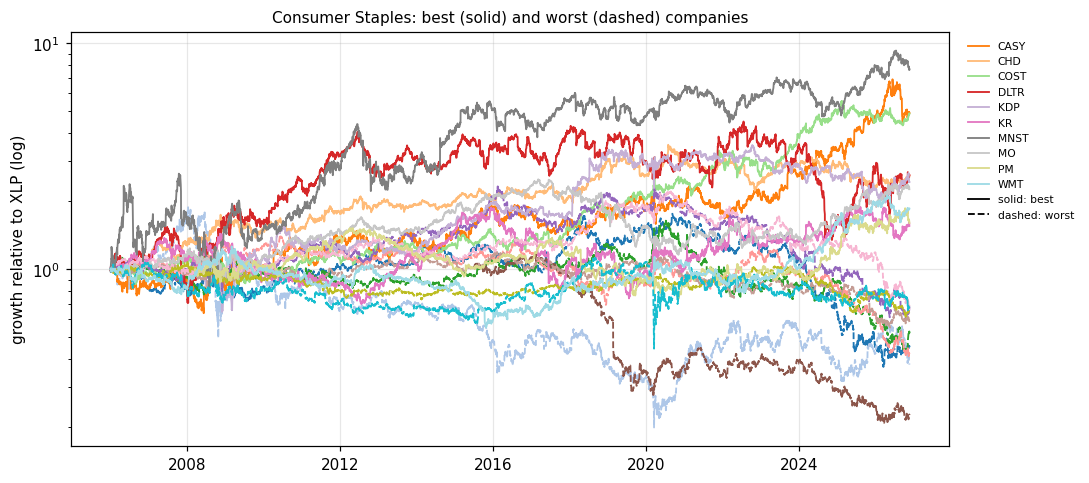 Consumer Staples: best (solid) and worst (dashed) companies
growth relative to XLP (log)
10¹
10⁰
2008
2012
2016
2020
2024
CASY
CHD
COST
DLTR
KDP
KR
MNST
MO
PM
WMT
solid: best
dashed: worst